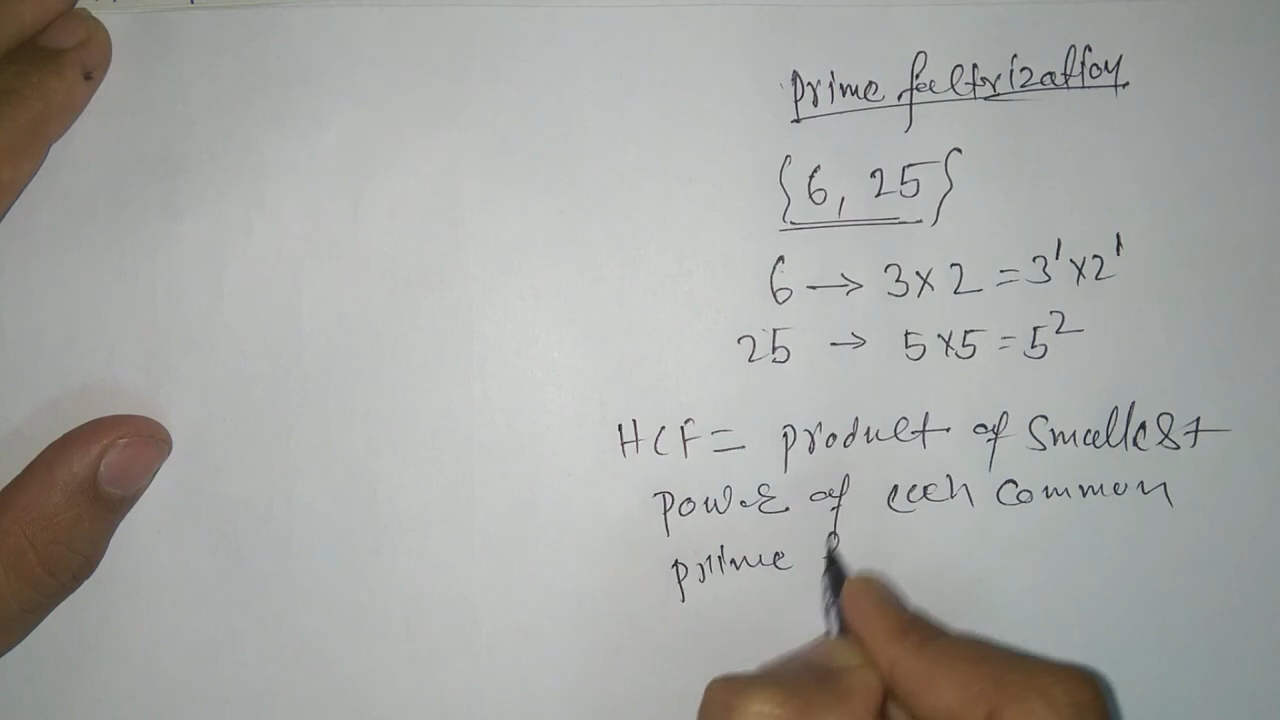 prime factrization
{6, 25}
6 → 3×2 = 3¹×2¹
25 → 5×5 = 5²
HCF = product of smallest
power of each common
prime